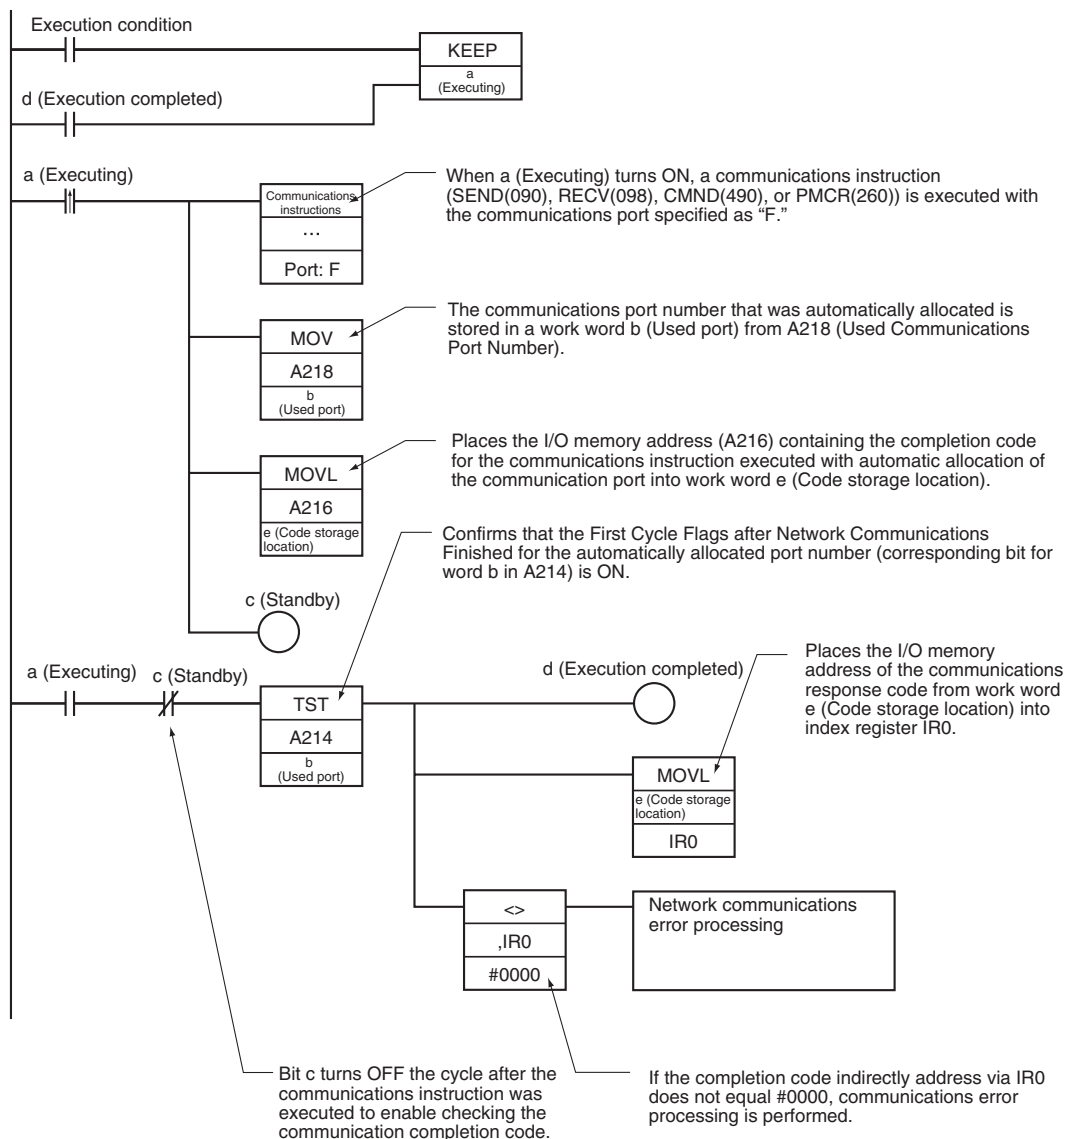 Execution condition
KEEP
a
(Executing)
d (Execution completed)
a (Executing)
Communications
instructions
...
Port: F
When a (Executing) turns ON, a communications instruction
(SEND(090), RECV(098), CMND(490), or PMCR(260)) is executed with
the communications port specified as “F.”
MOV
A218
b
(Used port)
The communications port number that was automatically allocated is
stored in a work word b (Used port) from A218 (Used Communications
Port Number).
MOVL
A216
e (Code storage
location)
Places the I/O memory address (A216) containing the completion code
for the communications instruction executed with automatic allocation of
the communication port into work word e (Code storage location).
Confirms that the First Cycle Flags after Network Communications
Finished for the automatically allocated port number (corresponding bit for
word b in A214) is ON.
c (Standby)
a (Executing)
c (Standby)
TST
A214
b
(Used port)
d (Execution completed)
Places the I/O memory
address of the communications
response code from work word
e (Code storage location) into
index register IR0.
MOVL
e (Code storage
location)
IR0
<>
,IR0
#0000
Network communications
error processing
Bit c turns OFF the cycle after the
communications instruction was
executed to enable checking the
communication completion code.
If the completion code indirectly address via IR0
does not equal #0000, communications error
processing is performed.